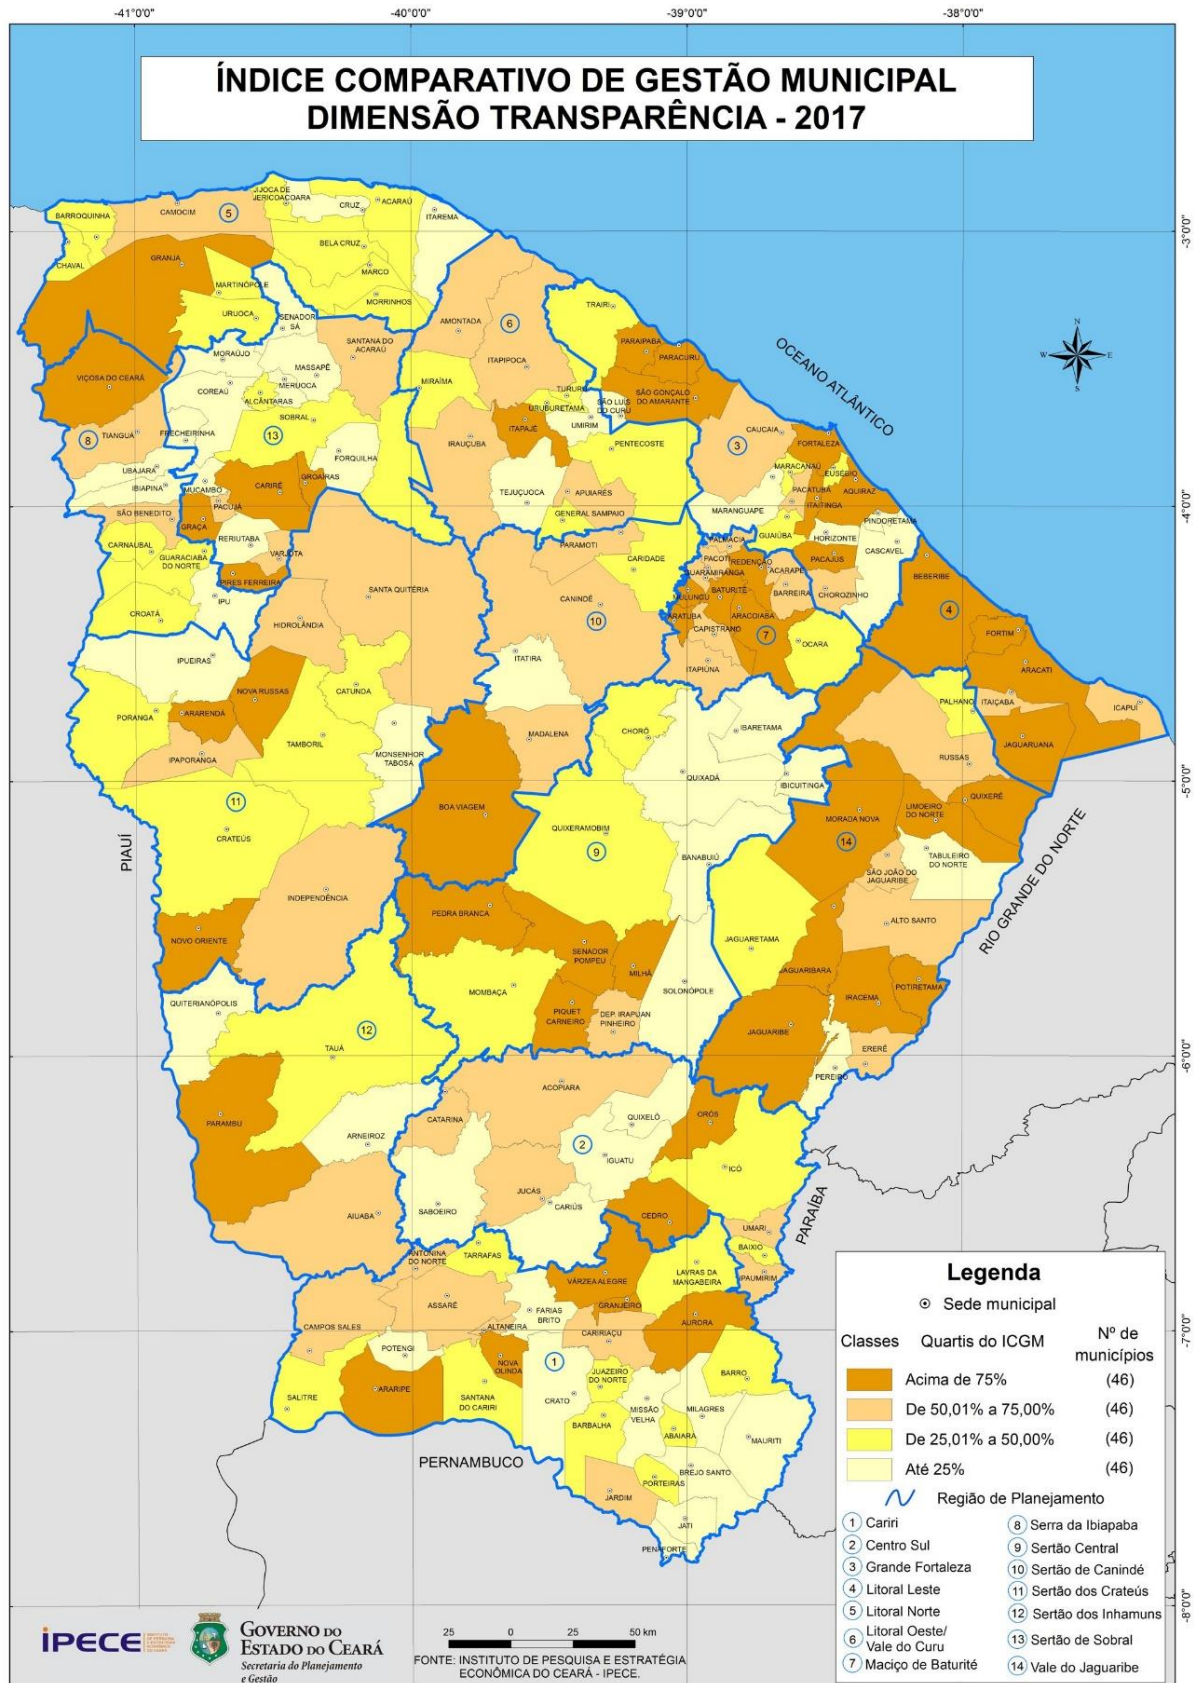 -41°0'0" -40°0'0" -39°0'0" -38°0'0"
ÍNDICE COMPARATIVO DE GESTÃO MUNICIPAL
DIMENSÃO TRANSPARÊNCIA - 2017
JIJOCA DE
JERICOACOARA
ACARAÚ
CRUZ
ITAREMA
BARROQUINHA
CAMOCIM
5
-3°0'0"
BELA CRUZ
CHAVAL
GRANJA
MARCO
MARTINÓPOLE
MORRINHOS
URUOCA
SENADOR
SÁ
AMONTADA
6
TRAIRI
N
W E
S
OCEANO ATLÂNTICO
SANTANA DO
ACARAÚ
PARAIPABA
PARACURU
MORAÚJO
ITAPIPOCA
VIÇOSA DO CEARÁ
MASSAPÊ
MERUOCA
COREAÚ
MIRAÍMA
TURURU
SÃO GONÇALO
DO AMARANTE
ALCÂNTARAS
URUBURETAMA
SÃO LUÍS
DO CURU
SOBRAL
ITAPAJÉ
UMIRIM
8
TIANGUÁ
FRECHEIRINHA
13
IRAUÇUBA
CAUCAIA
3
FORTALEZA
PENTECOSTE
FORQUILHA
UBAJARA
MARACANAÚ
EUSÉBIO
IBIAPINA
MUCAMBO
CARIRÉ
GROAÍRAS
TEJUÇUOCA
APUIARÉS
PACATUBA
AQUIRAZ
PACUJÁ
ITAITINGA
SÃO BENEDITO
MARANGUAPE
GENERAL SAMPAIO
-4°0'0"
PINDORETAMA
GRAÇA
GUAIÚBA
HORIZONTE
RERIUTABA
PARAMOTI
PALMÁCIA
CASCAVEL
CARNAUBAL
GUARACIABA
DO NORTE
VARJOTA
CARIDADE
PACOTI
REDENÇÃO
PACAJUS
GUARAMIRANGA
ACARAPE
BEBERIBE
PIRES FERREIRA
SANTA QUITÉRIA
MULUNGU
BATURITÉ
BARREIRA
CHOROZINHO
IPU
CANINDÉ
ARATUBA
ARACOIABA
4
CROATÁ
HIDROLÂNDIA
10
CAPISTRANO
7
FORTIM
OCARA
IPUEIRAS
ITATIRA
ITAPIÚNA
ARACATI
NOVA RUSSAS
CATUNDA
PORANGA
ARARENDÁ
PALHANO
ITAIÇABA
ICAPUÍ
IBARETAMA
CHORÓ
TAMBORIL
MADALENA
JAGUARUANA
IPAPORANGA
MONSENHOR
TABOSA
RUSSAS
QUIXADÁ
-5°0'0"
IBICUITINGA
11
BOA VIAGEM
QUIXERÉ
LIMOEIRO
DO NORTE
MORADA NOVA
PIAUÍ
CRATEÚS
QUIXERAMOBIM
14
9
TABULEIRO
DO NORTE
BANABUIÚ
SÃO JOÃO DO
JAGUARIBE
RIO GRANDE DO NORTE
INDEPENDÊNCIA
PEDRA BRANCA
ALTO SANTO
NOVO ORIENTE
SENADOR
POMPEU
JAGUARETAMA
MILHÃ
JAGUARIBARA
POTIRETAMA
MOMBAÇA
SOLONÓPOLE
IRACEMA
QUITERIANÓPOLIS
PIQUET
CARNEIRO
DEP. IRAPUAN
PINHEIRO
12
JAGUARIBE
TAUÁ
ERERÊ
-6°0'0"
PEREIRO
ACOPIARA
PARAMBU
CATARINA
QUIXELÔ
ORÓS
ARNEIROZ
2
IGUATU
ICÓ
JUCÁS
SABOEIRO
CARIÚS
PARAÍBA
AIUABA
CEDRO
UMARI
ANTONINA
DO NORTE
TARRAFAS
BAIXIO
VÁRZEA ALEGRE
LAVRAS DA
MANGABEIRA
IPAUMIRIM
GRANJEIRO
ASSARÉ
FARIAS
BRITO
AURORA
CAMPOS SALES
ALTANEIRA
CARIRIAÇU
-7°0'0"
POTENGI
NOVA
OLINDA
1
JUAZEIRO
DO NORTE
BARRO
ARARIPE
SALITRE
SANTANA
DO CARIRI
CRATO
MISSÃO
VELHA
MILAGRES
BARBALHA
ABAIARA
MAURITI
PERNAMBUCO
BREJO SANTO
PORTEIRAS
JARDIM
JATI
PENAFORTE
-8°0'0"
Legenda
Sede municipal
Classes Quartis do ICGM Nº de
municípios
Acima de 75% (46)
De 50,01% a 75,00% (46)
De 25,01% a 50,00% (46)
Até 25% (46)
Região de Planejamento
1 Cariri
2 Centro Sul
3 Grande Fortaleza
4 Litoral Leste
5 Litoral Norte
6 Litoral Oeste/
Vale do Curu
7 Maciço de Baturité
8 Serra da Ibiapaba
9 Sertão Central
10 Sertão de Canindé
11 Sertão dos Crateús
12 Sertão dos Inhamuns
13 Sertão de Sobral
14 Vale do Jaguaribe
IPECE
GOVERNO DO
ESTADO DO CEARÁ
Secretaria do Planejamento
e Gestão
25 0 25 50 km
FONTE: INSTITUTO DE PESQUISA E ESTRATÉGIA
ECONÔMICA DO CEARÁ - IPECE.